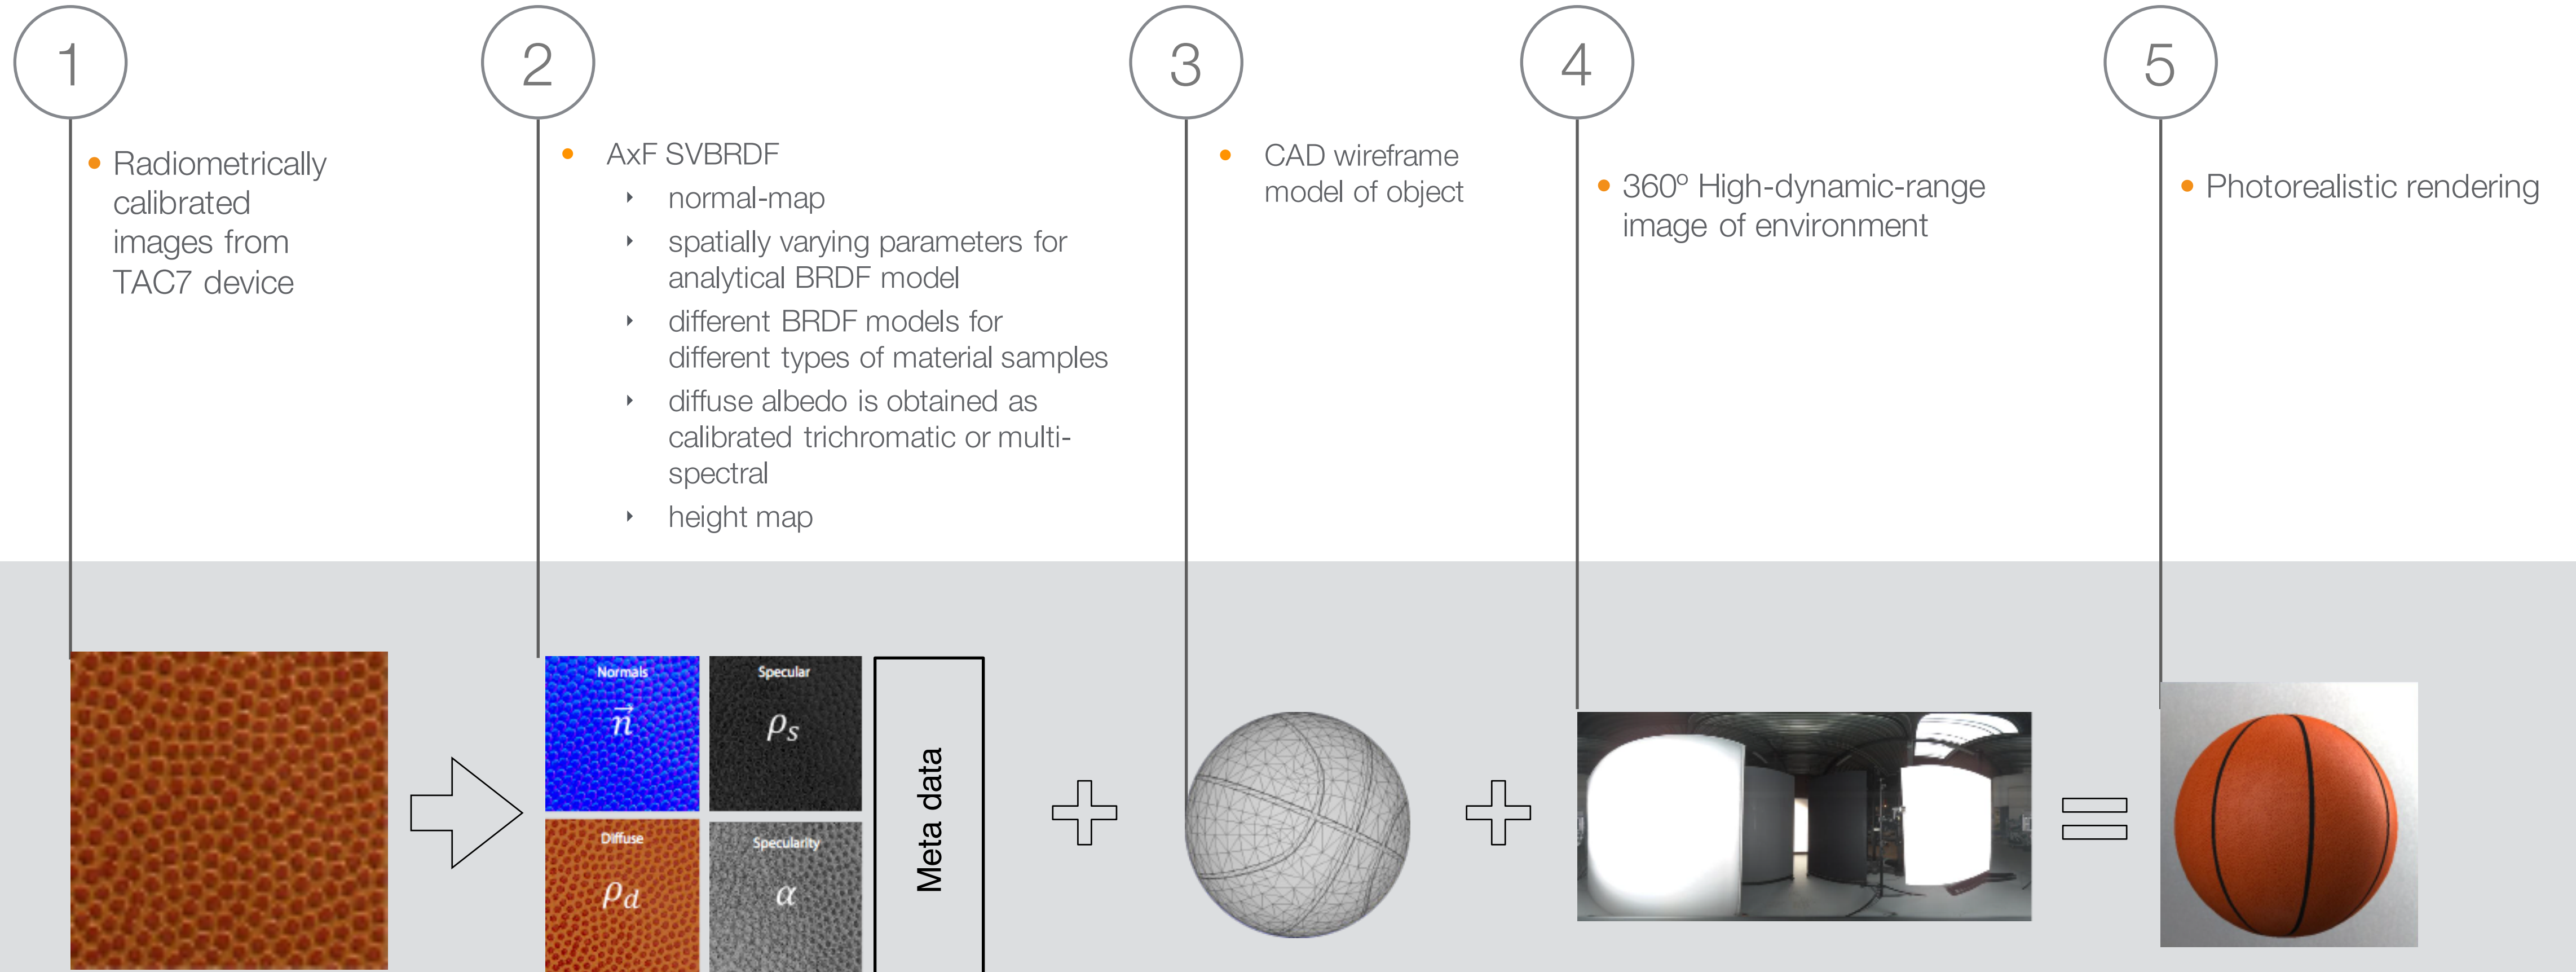 1
• Radiometrically
calibrated
images from
TAC7 device
2
• AxF SVBRDF
‣ normal-map
‣ spatially varying parameters for
analytical BRDF model
‣ different BRDF models for
different types of material samples
‣ diffuse albedo is obtained as
calibrated trichromatic or multi-
spectral
‣ height map
3
• CAD wireframe
model of object
4
• 360º High-dynamic-range
image of environment
5
• Photorealistic rendering
Normals
n⃗
Specular
ρs
Diffuse
ρd
Specularity
α
Meta data